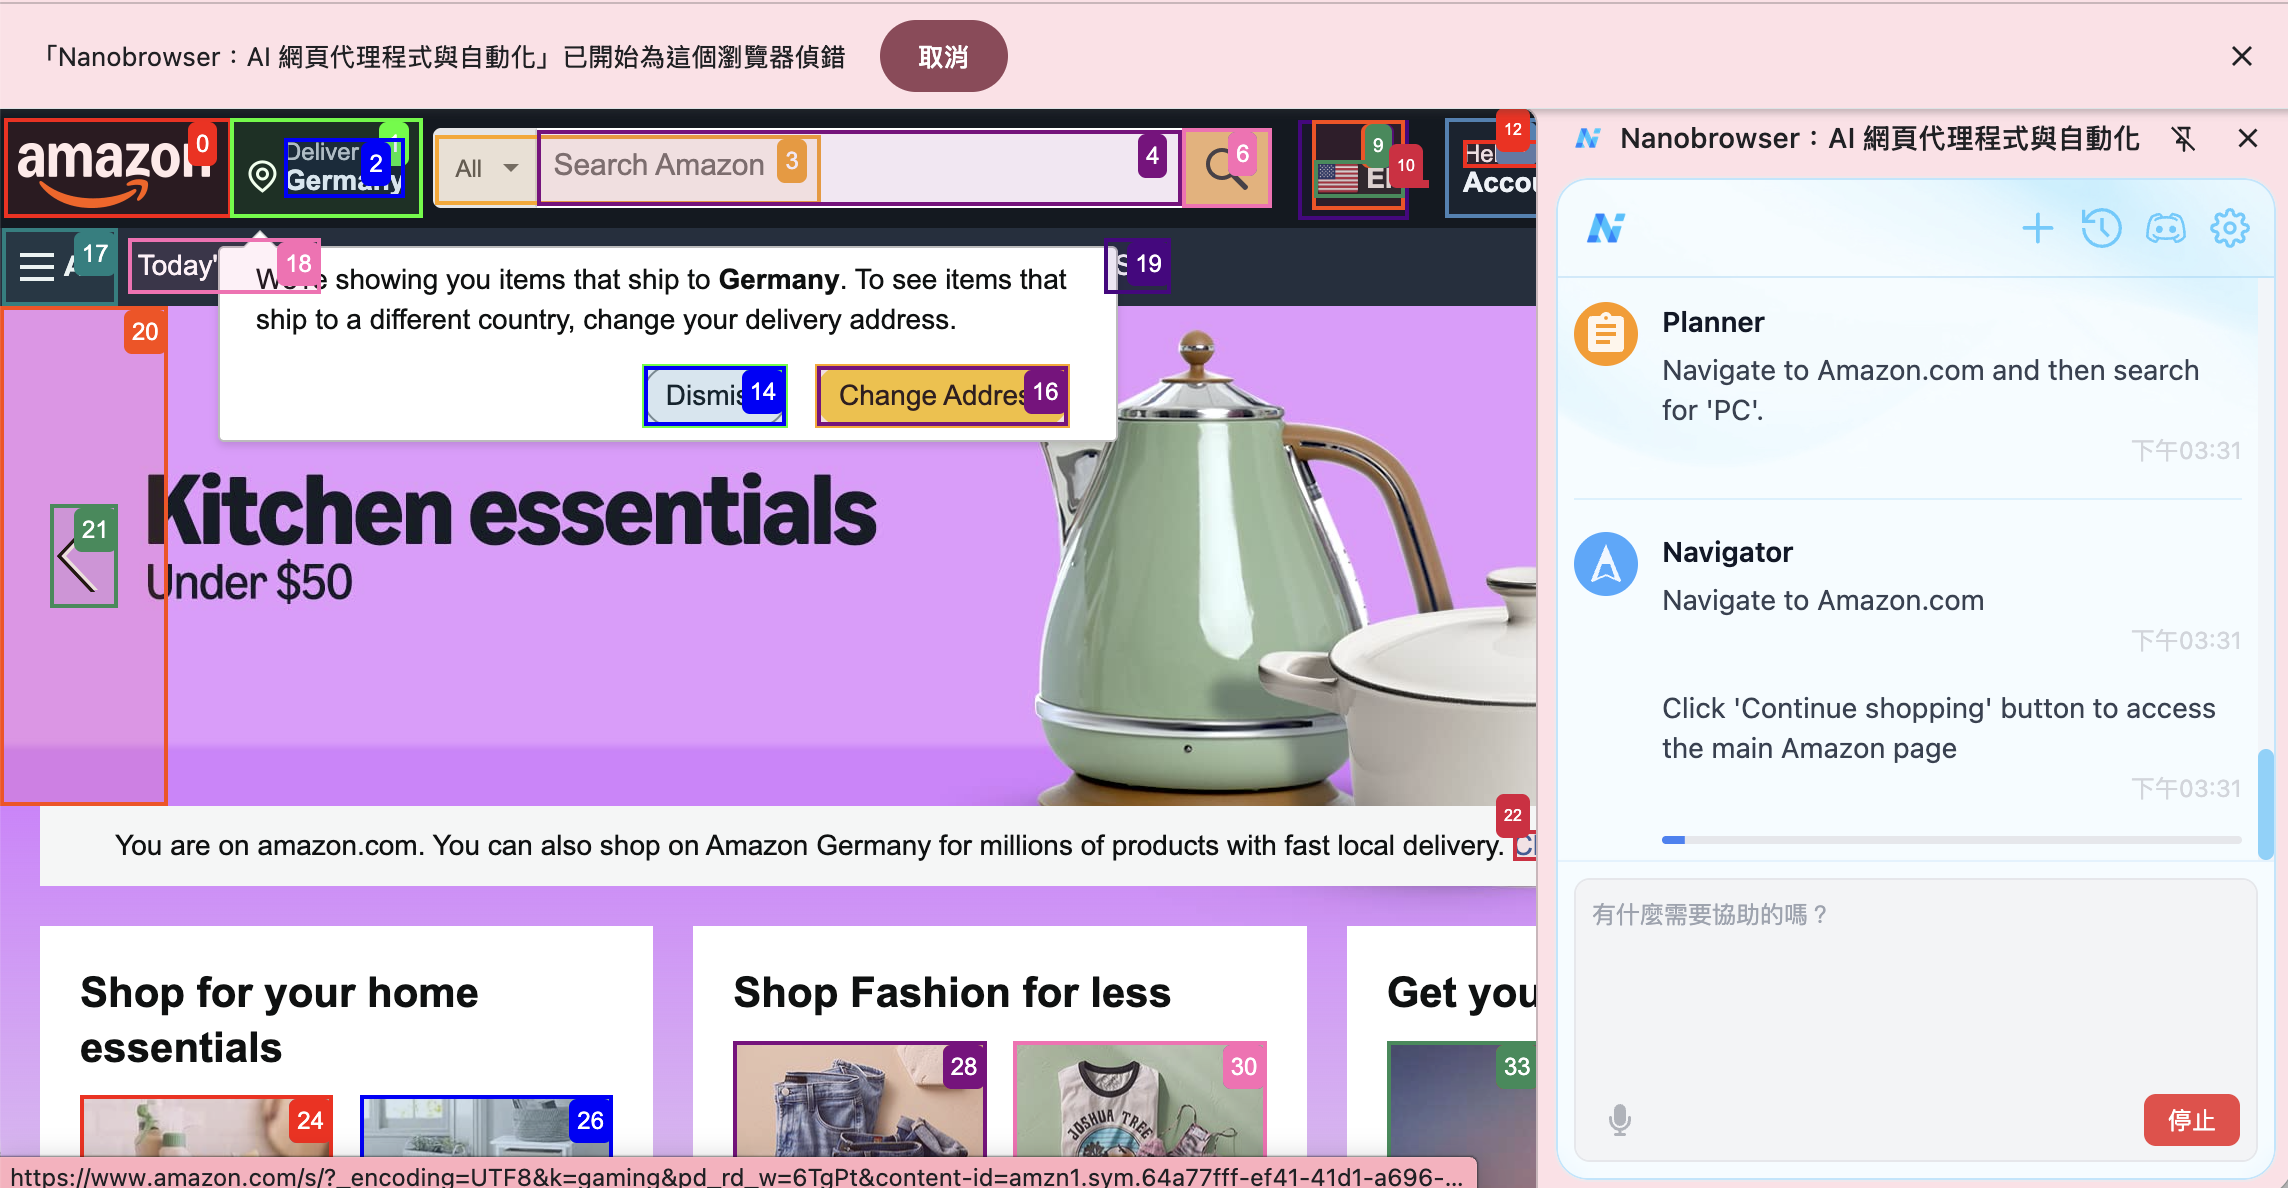 「Nanobrowser：AI 網頁代理程式與自動化」已開始為這個瀏覽器偵錯
取消
amazon
0
Deliver
Germany
1
2
All
Search Amazon
3
4
6
9
10
12
17
Today'
18
19
We're showing you items that ship to Germany. To see items that
ship to a different country, change your delivery address.
14
Change Addres
16
20
21
Kitchen essentials
Under $50
22
You are on amazon.com. You can also shop on Amazon Germany for millions of products with fast local delivery.
Shop for your home
essentials
24
26
Shop Fashion for less
28
30
JOSHUA TREE
Get you
33
https://www.amazon.com/s/?_encoding=UTF8&k=gaming&pd_rd_w=6TgPt&content-id=amzn1.sym.64a77fff-ef41-41d1-a696-...
Nanobrowser：AI 網頁代理程式與自動化
Planner
Navigate to Amazon.com and then search
for 'PC'.
下午03:31
Navigator
Navigate to Amazon.com
下午03:31
Click 'Continue shopping' button to access
the main Amazon page
下午03:31
有什麼需要協助的嗎？
停止